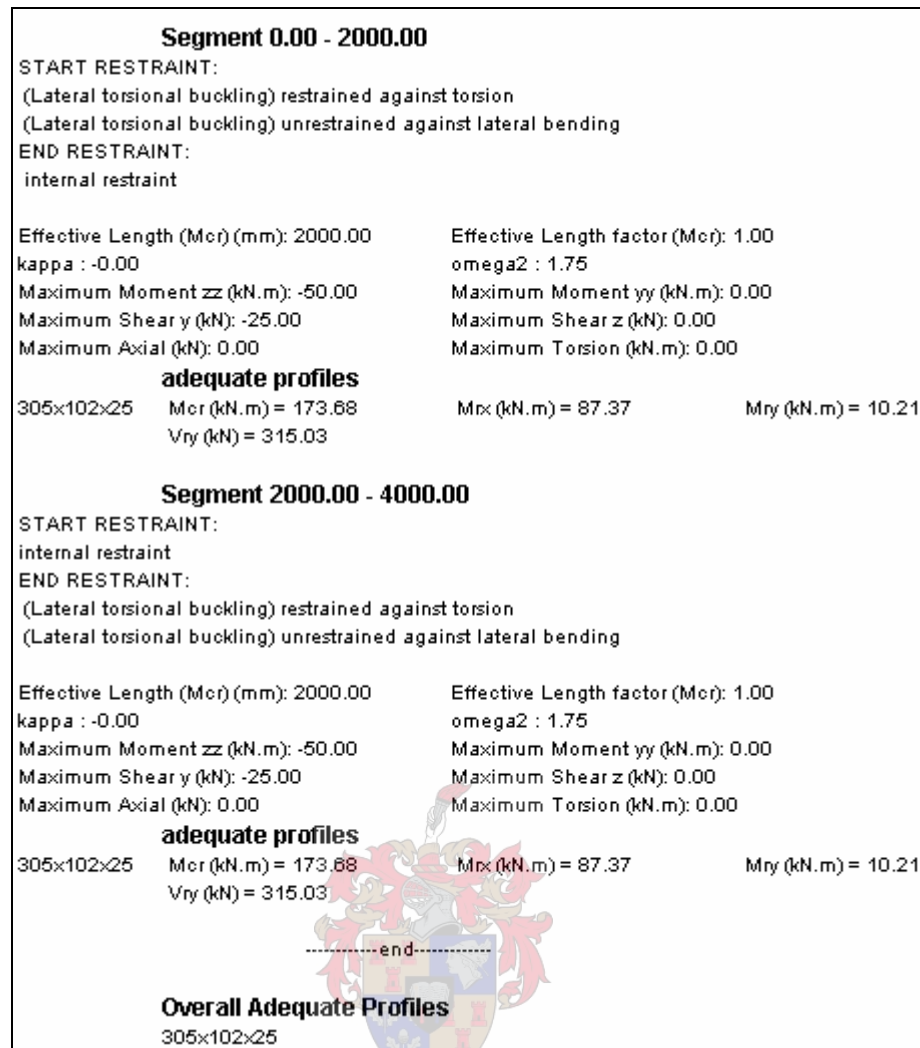 Segment 0.00 - 2000.00
START RESTRAINT:
(Lateral torsional buckling) restrained against torsion
(Lateral torsional buckling) unrestrained against lateral bending
END RESTRAINT:
internal restraint
Effective Length (Mcr) (mm): 2000.00 Effective Length factor (Mcr): 1.00
kappa : -0.00 omega2 : 1.75
Maximum Moment zz (kN.m): -50.00 Maximum Moment yy (kN.m): 0.00
Maximum Shear y (kN): -25.00 Maximum Shear z (kN): 0.00
Maximum Axial (kN): 0.00 Maximum Torsion (kN.m): 0.00
adequate profiles
305x102x25 Mcr (kN.m) = 173.68 Mrx (kN.m) = 87.37 Mry (kN.m) = 10.21
Vry (kN) = 315.03
Segment 2000.00 - 4000.00
START RESTRAINT:
internal restraint
END RESTRAINT:
(Lateral torsional buckling) restrained against torsion
(Lateral torsional buckling) unrestrained against lateral bending
Effective Length (Mcr) (mm): 2000.00 Effective Length factor (Mcr): 1.00
kappa : -0.00 omega2 : 1.75
Maximum Moment zz (kN.m): -50.00 Maximum Moment yy (kN.m): 0.00
Maximum Shear y (kN): -25.00 Maximum Shear z (kN): 0.00
Maximum Axial (kN): 0.00 Maximum Torsion (kN.m): 0.00
adequate profiles
305x102x25 Mcr (kN.m) = 173.68 Mrx (kN.m) = 87.37 Mry (kN.m) = 10.21
Vry (kN) = 315.03
------------end-------------
Overall Adequate Profiles
305x102x25